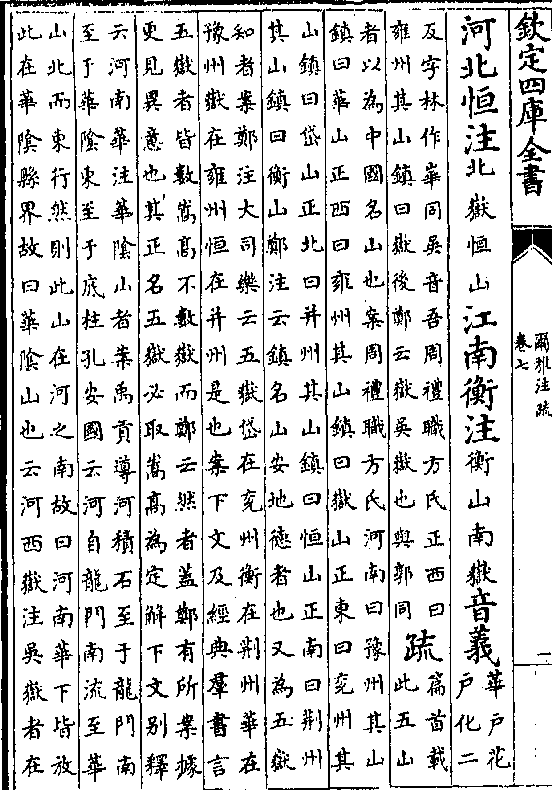 欽定四庫全書
爾雅注疏
卷七
二
河北恒注北嶽恒山江南衡注衡山南嶽音義華户花
户化二
反字林作崋同吳音吾周禮職方氏正西曰
雍州其山鎮曰嶽後鄭云嶽吳嶽也與郭同
疏篇首載
此五山
者以為中國名山也案周禮職方氏河南曰豫州其山
鎮曰華山正西曰雍州其山鎮曰嶽山正東曰兖州其
山鎮曰岱山正北曰并州其山鎮曰恒山正南曰荆州
其山鎮曰衡山鄭注云鎮名山安地德者也又為五嶽
知者案鄭注大司樂云五嶽岱在兖州衡在荆州華在
豫州嶽在雍州恒在并州是也案下文及經典羣書言
五嶽者皆數嵩高不數嶽而鄭云然者蓋鄭有所案據
更見異意也其正名五嶽必取嵩高為定解下文别釋
云河南華注華陰山者案禹貢導河積石至于龍門南
至于華陰東至于底柱孔安國云河自龍門南流至華
山北而東行然則此山在河之南故曰河南華下皆放
此在華陰縣界故曰華陰山也云河西嶽注吳嶽者在